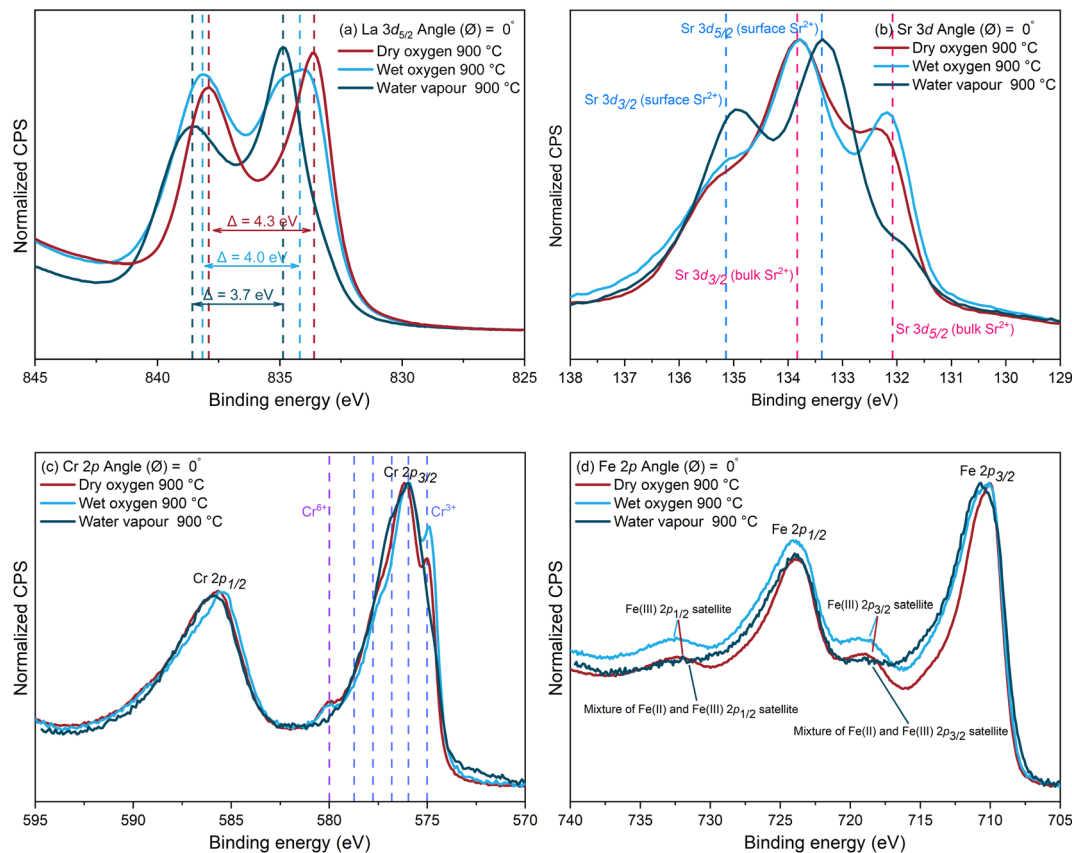 (a) La 3d5/2 Angle (Ø) = 0°
Dry oxygen 900 °C
Wet oxygen 900 °C
Water vapour 900 °C
Δ = 4.3 eV
Δ = 4.0 eV
Δ = 3.7 eV
Normalized CPS
845 840 835 830 825
Binding energy (eV)
Sr 3d5/2 (surface Sr2+)
(b) Sr 3d Angle (Ø) = 0°
Dry oxygen 900 °C
Wet oxygen 900 °C
Water vapour 900 °C
Sr 3d3/2 (surface Sr2+)
Sr 3d3/2 (bulk Sr2+)
Sr 3d5/2 (bulk Sr2+)
Normalized CPS
138 137 136 135 134 133 132 131 130 129
Binding energy (eV)
(c) Cr 2p Angle (Ø) = 0°
Dry oxygen 900 °C
Wet oxygen 900 °C
Water vapour 900 °C
Cr 2p3/2
Cr6+
Cr3+
Cr 2p1/2
Normalized CPS
595 590 585 580 575 570
Binding energy (eV)
(d) Fe 2p Angle (Ø) = 0°
Dry oxygen 900 °C
Wet oxygen 900 °C
Water vapour 900 °C
Fe 2p3/2
Fe 2p1/2
Fe(III) 2p1/2 satellite
Fe(III) 2p3/2 satellite
Mixture of Fe(II) and Fe(III) 2p1/2 satellite
Mixture of Fe(II) and Fe(III) 2p3/2 satellite
Normalized CPS
740 735 730 725 720 715 710 705
Binding energy (eV)